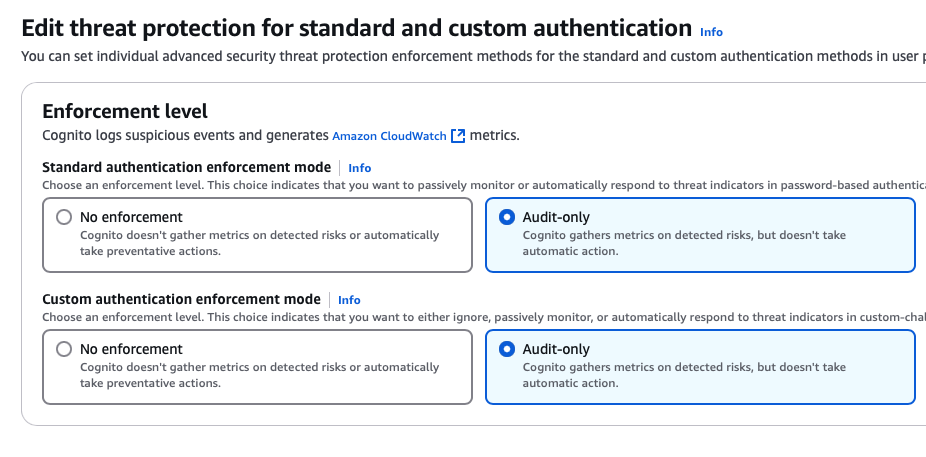 Edit threat protection for standard and custom authentication Info
You can set individual advanced security threat protection enforcement methods for the standard and custom authentication methods in user
Enforcement level
Cognito logs suspicious events and generates Amazon CloudWatch metrics.
Standard authentication enforcement mode Info
Choose an enforcement level. This choice indicates that you want to passively monitor or automatically respond to threat indicators in password-based
No enforcement
Cognito doesn't gather metrics on detected risks or automatically
take preventative actions.
Audit-only
Cognito gathers metrics on detected risks, but doesn't take
automatic action.
Custom authentication enforcement mode Info
Choose an enforcement level. This choice indicates that you want to either ignore, passively monitor, or automatically respond to threat indicators in
No enforcement
Cognito doesn't gather metrics on detected risks or automatically
take preventative actions.
Audit-only
Cognito gathers metrics on detected risks, but doesn't take
automatic action.